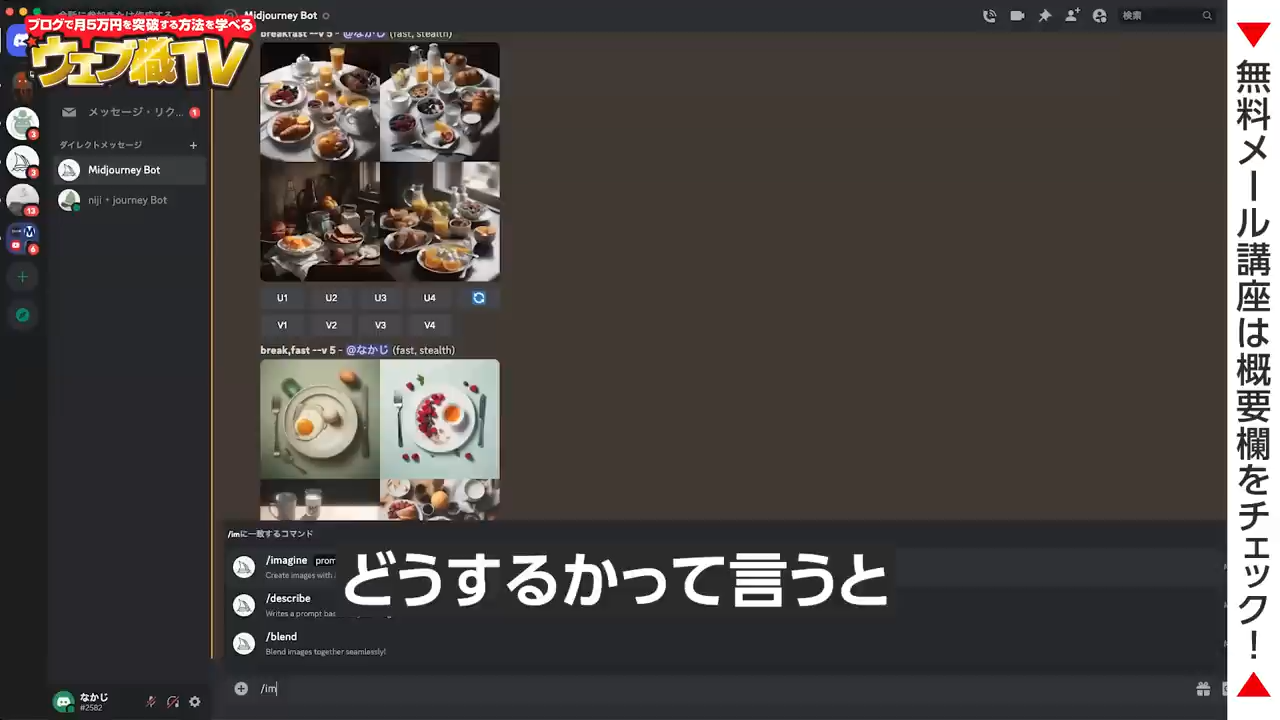 ブログで月5万円を突破する方法を学べる
ウェブ職TV
Midjourney Bot
検索
メッセージ・リク...
1
ダイレクトメッセージ
Midjourney Bot
niji・journey Bot
3
3
13
6
breakfast --v 5 - @なかじ (fast, stealth)
U1 U2 U3 U4
V1 V2 V3 V4
break,fast --v 5 - @なかじ (fast, stealth)
/imに一致するコマンド
/imagine prom
Create images with
/describe
Writes a prompt
/blend
Blend images together seamlessly!
どうするかって言うと
/im
なかじ
#2582
無料メール講座は概要欄をチェック！